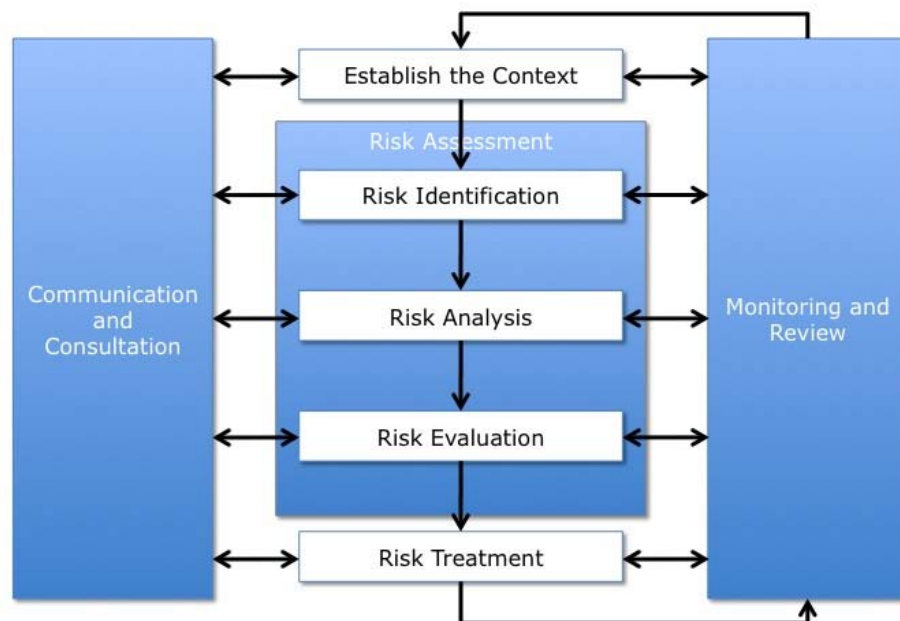 Establish the Context
Risk Assessment
Risk Identification
Communication
and
Consultation
Risk Analysis
Monitoring and
Review
Risk Evaluation
Risk Treatment